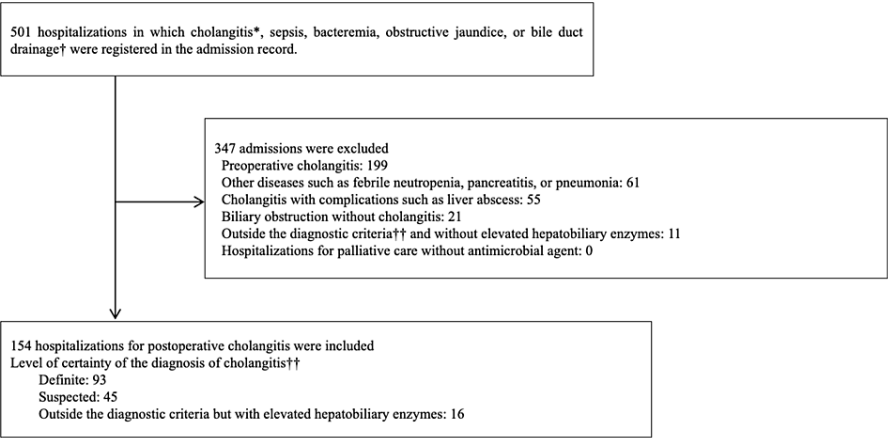 501 hospitalizations in which cholangitis*, sepsis, bacteremia, obstructive jaundice, or bile duct
drainage† were registered in the admission record.
347 admissions were excluded
Preoperative cholangitis: 199
Other diseases such as febrile neutropenia, pancreatitis, or pneumonia: 61
Cholangitis with complications such as liver abscess: 55
Biliary obstruction without cholangitis: 21
Outside the diagnostic criteria†† and without elevated hepatobiliary enzymes: 11
Hospitalizations for palliative care without antimicrobial agent: 0
154 hospitalizations for postoperative cholangitis were included
Level of certainty of the diagnosis of cholangitis††
Definite: 93
Suspected: 45
Outside the diagnostic criteria but with elevated hepatobiliary enzymes: 16